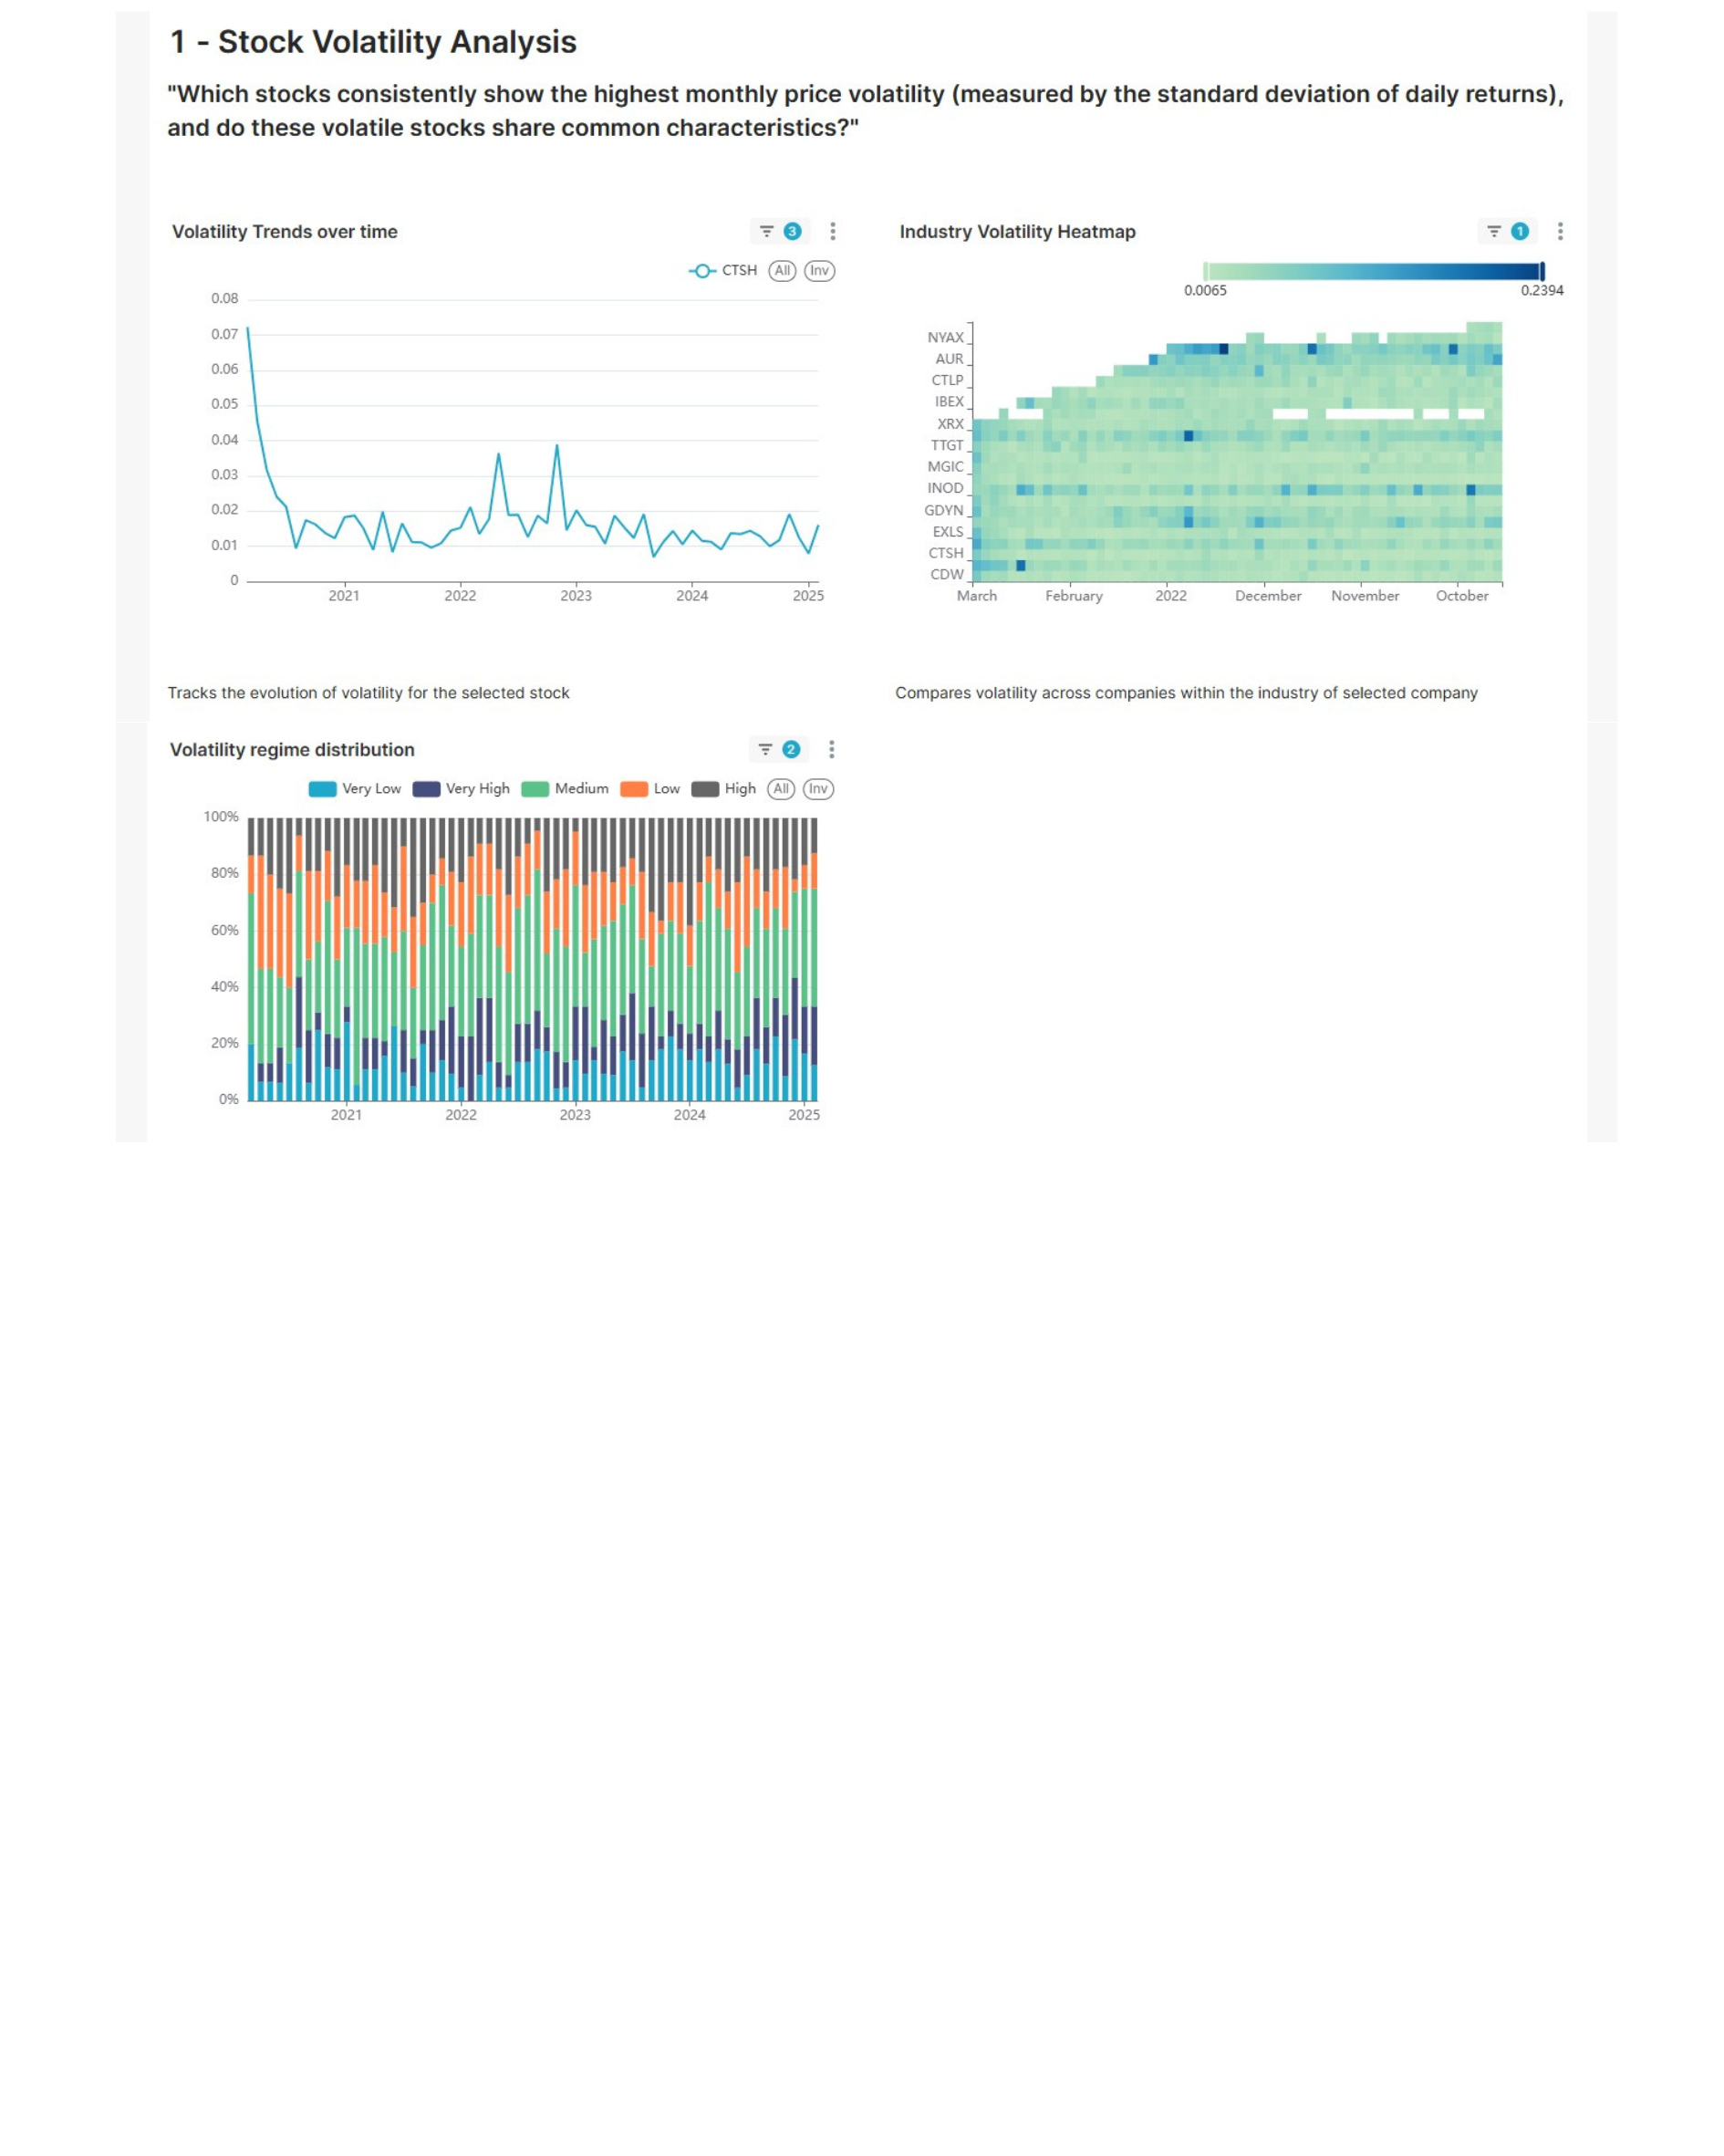 1 - Stock Volatility Analysis
"Which stocks consistently show the highest monthly price volatility (measured by the standard deviation of daily returns),
and do these volatile stocks share common characteristics?"
Volatility Trends over time
3
CTSH All Inv
0.08
0.07
0.06
0.05
0.04
0.03
0.02
0.01
0
2021 2022 2023 2024 2025
Tracks the evolution of volatility for the selected stock
Industry Volatility Heatmap
1
0.0065 0.2394
NYAX
AUR
CTLP
IBEX
XRX
TTGT
MGIC
INOD
GDYN
EXLS
CTSH
CDW
March February 2022 December November October
Compares volatility across companies within the industry of selected company
Volatility regime distribution
2
Very Low Very High Medium Low High All Inv
100%
80%
60%
40%
20%
0%
2021 2022 2023 2024 2025